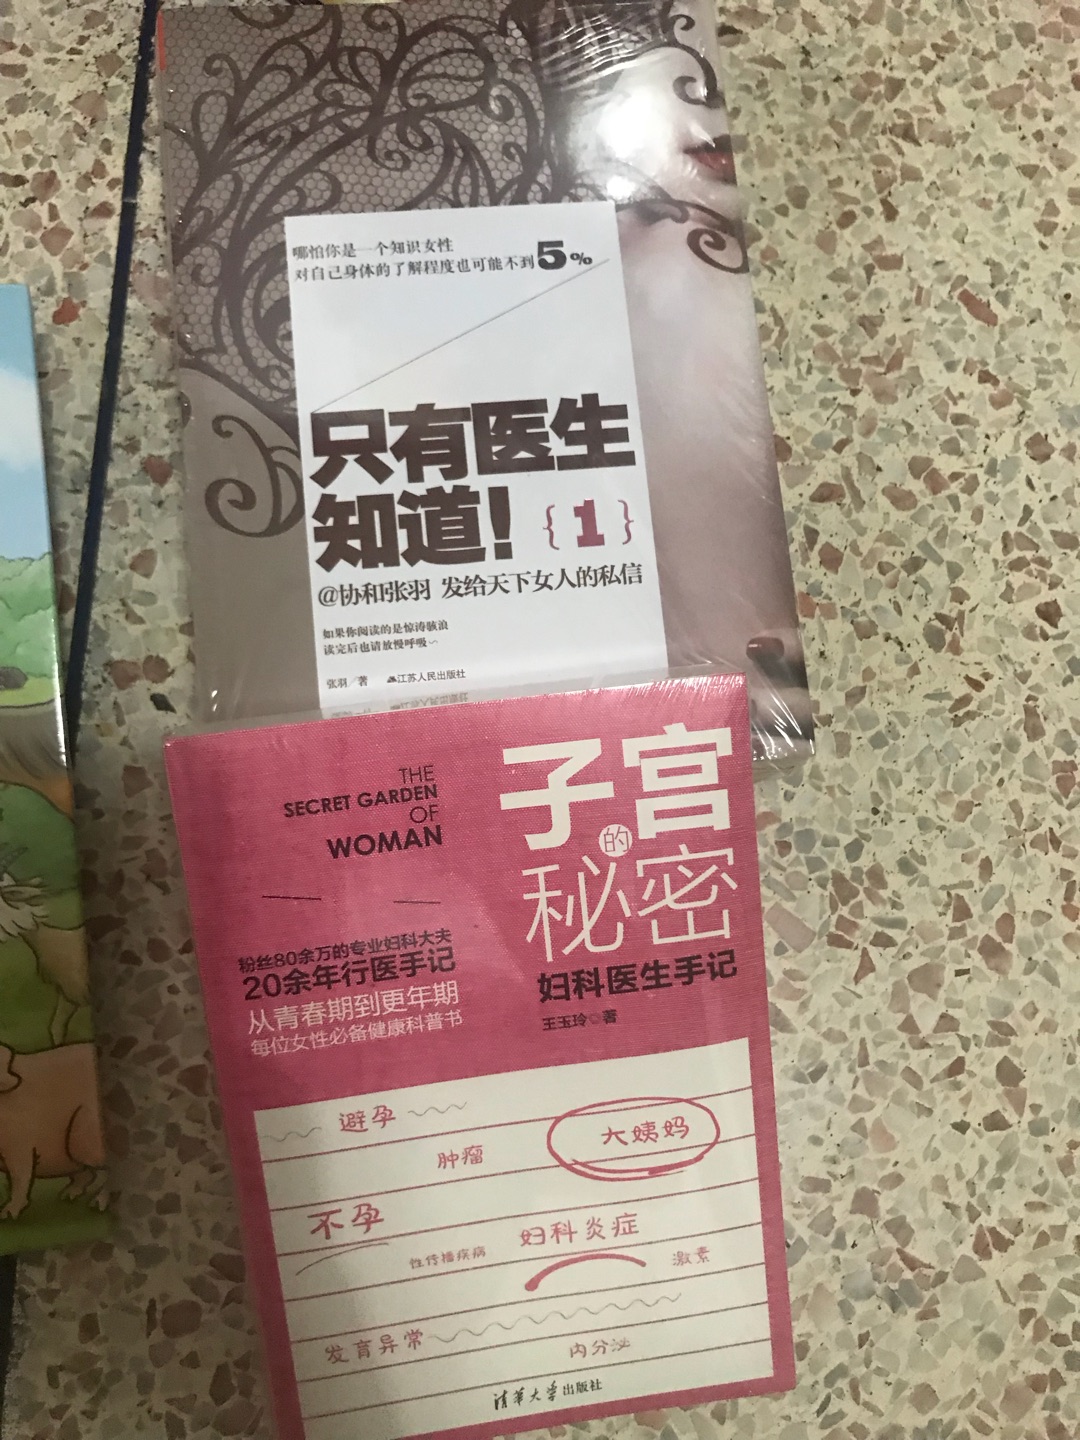 哪怕你是一个知识女性
对自己身体的了解程度也可能不到5%
只有医生
知道！{1}
@协和张羽 发给天下女人的私信
如果你阅读的是惊涛骇浪
读完后也请放慢呼吸~
张羽/著 江苏人民出版社
THE
SECRET GARDEN
OF
WOMAN
子宫
的
秘密
妇科医生手记
王玉玲◎著
粉丝80余万的专业妇科大夫
20余年行医手记
从青春期到更年期
每位女性必备健康科普书
避孕
肿瘤
大姨妈
不孕
妇科炎症
性传播疾病
激素
发育异常
内分泌
清华大学出版社